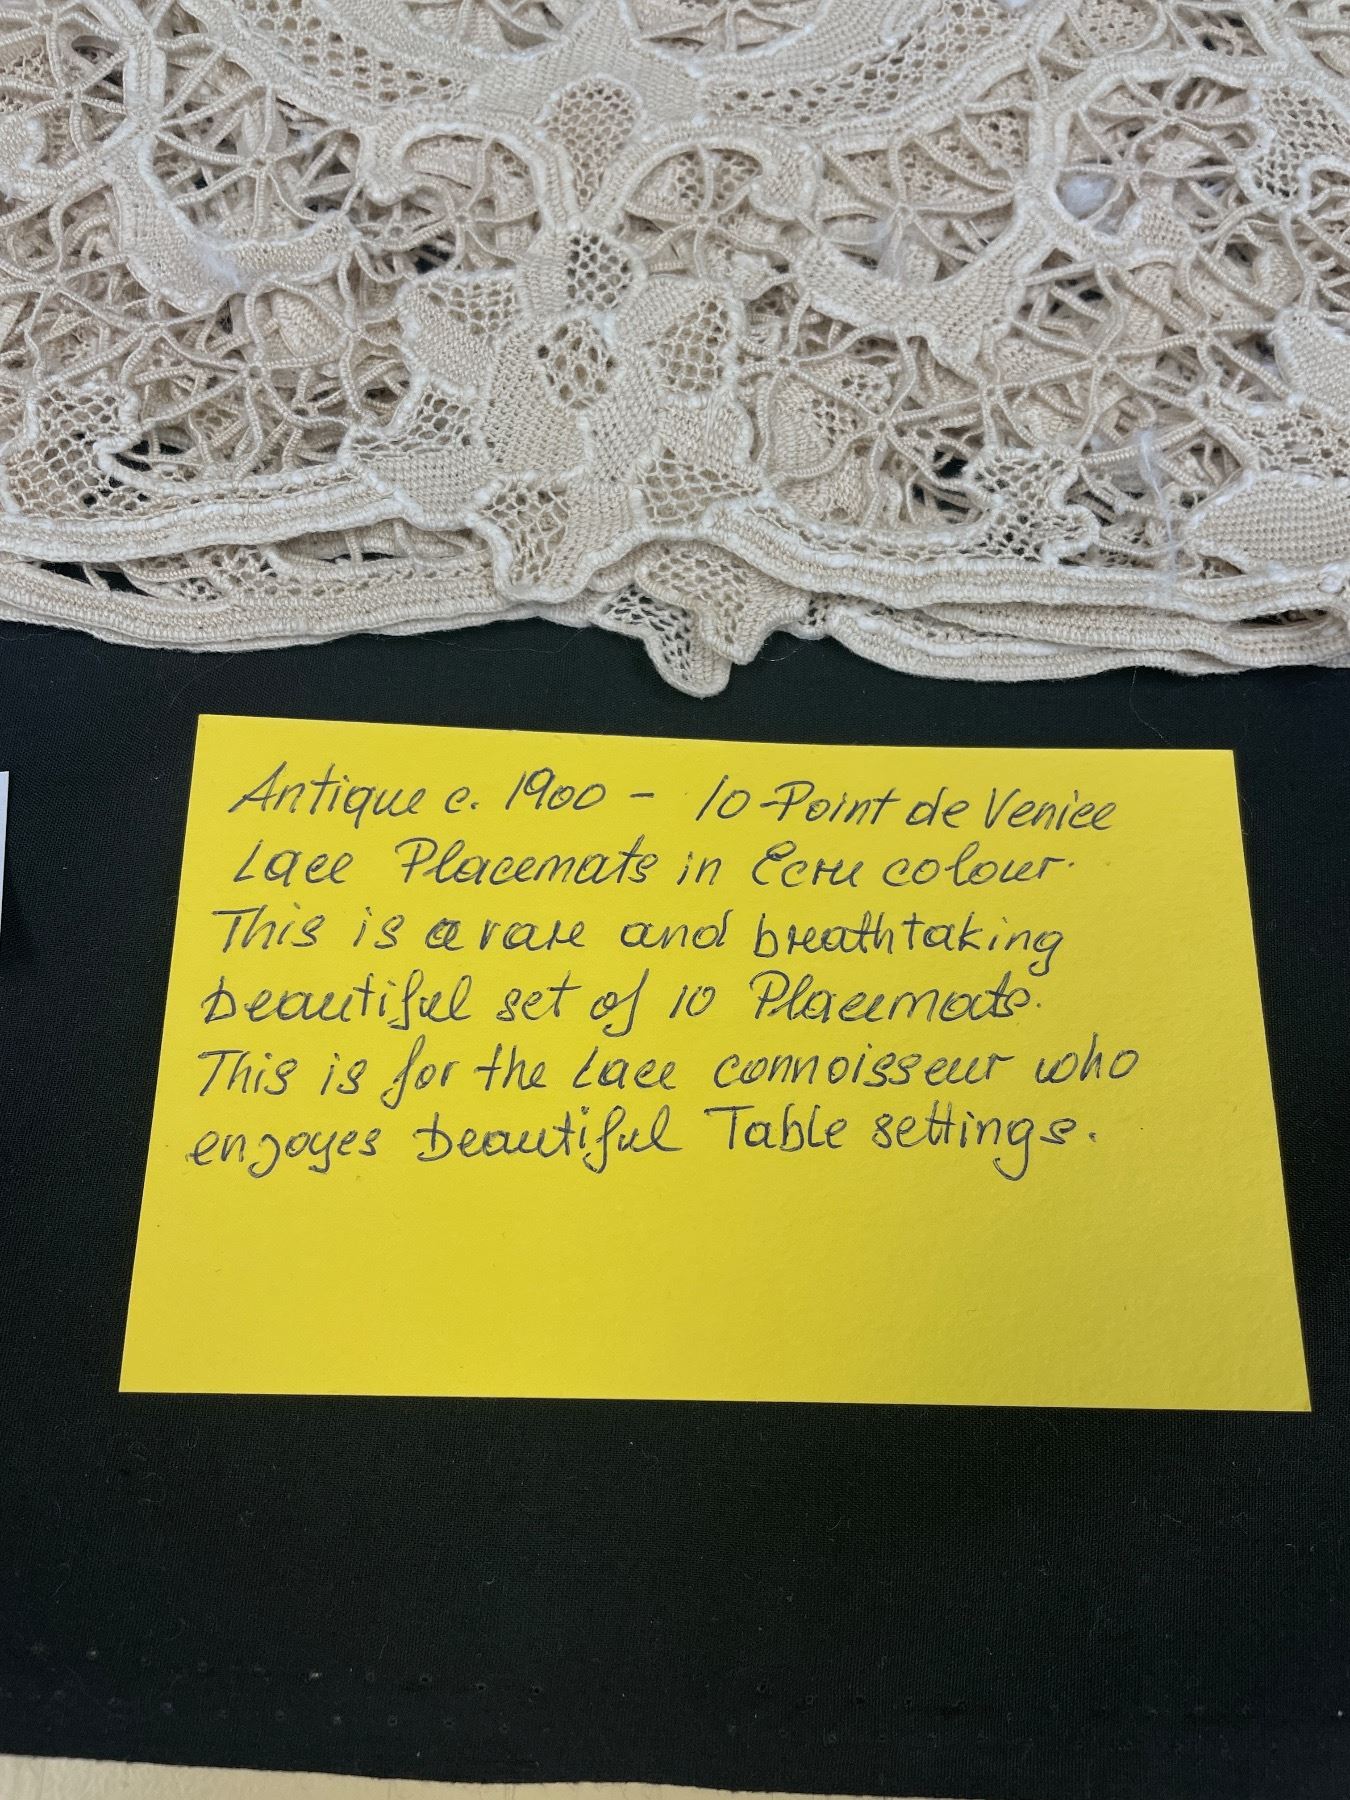 Antique c. 1900 - 10-Point de Venice
Lace Placemats in Ecru colour.
This is a rare and breathtaking
beautiful set of 10 Placemats.
This is for the Lace connoisseur who
enjoyes beautiful Table settings.